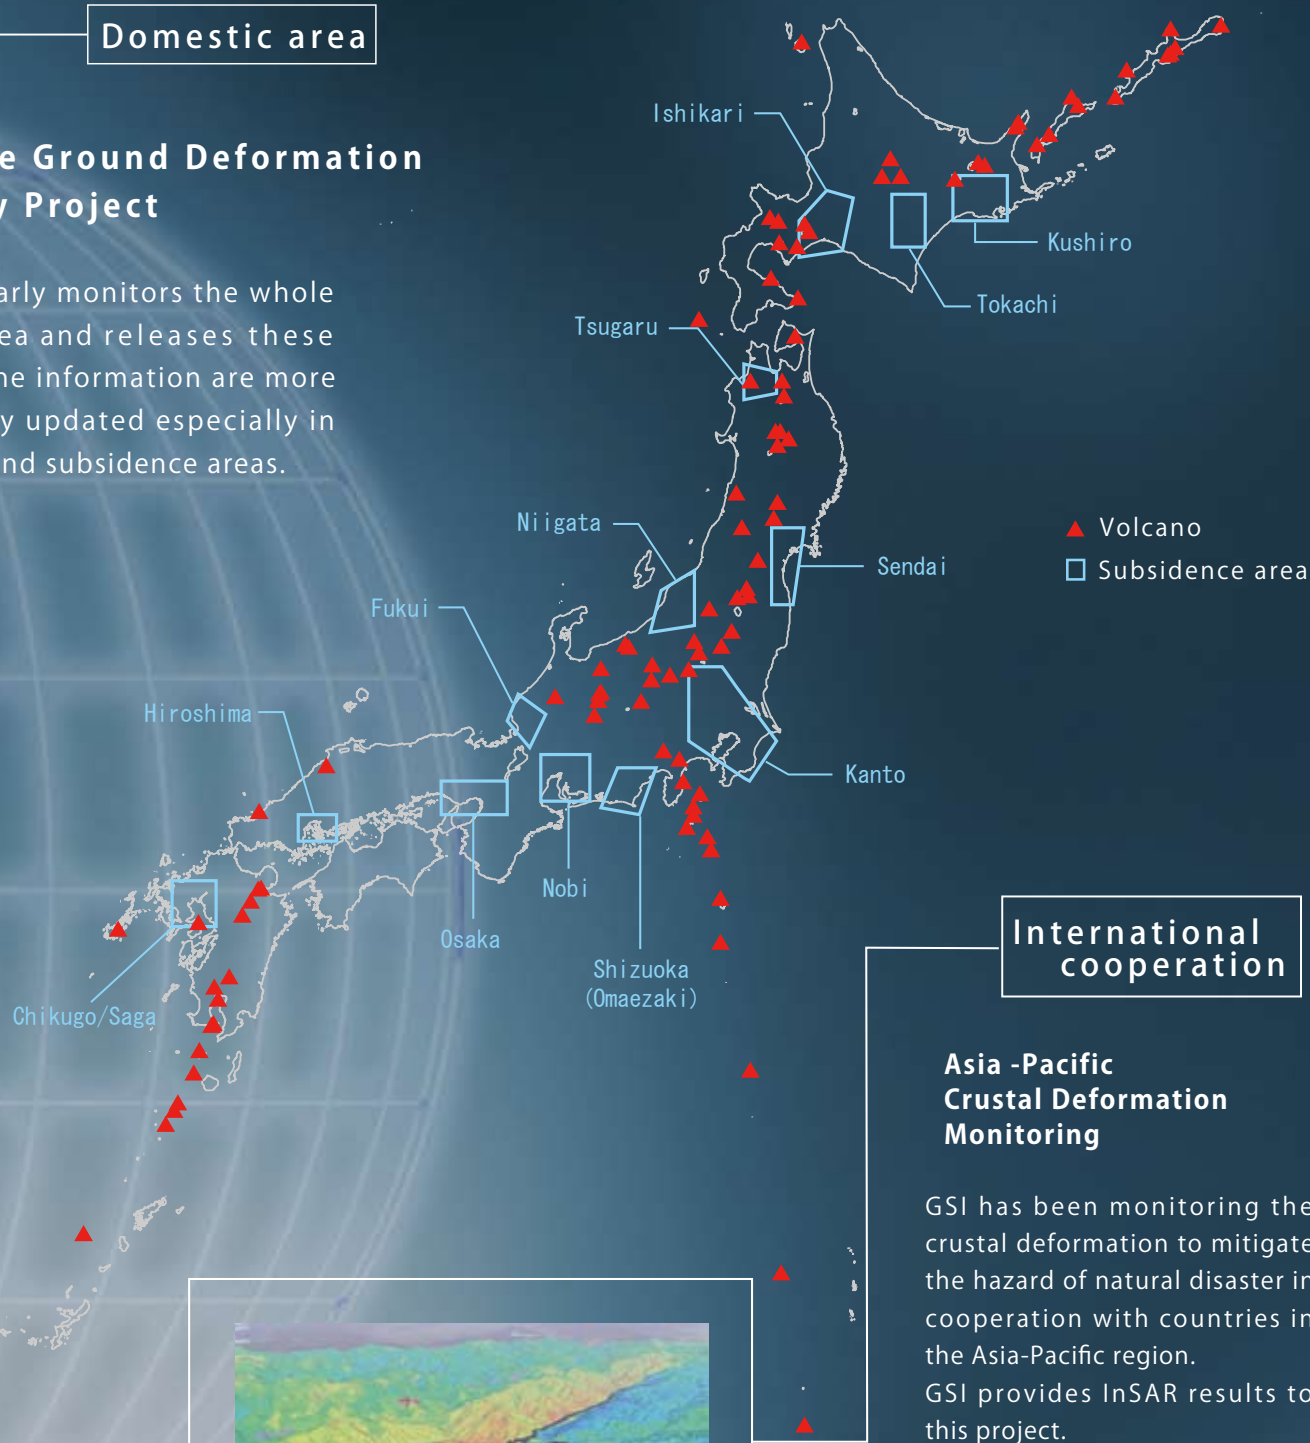 Domestic area
e Ground Deformation
y Project
arly monitors the whole
ea and releases these
he information are more
y updated especially in
nd subsidence areas.
Ishikari
Kushiro
Tokachi
Tsugaru
Niigata
Sendai
Volcano
Subsidence area
Fukui
Hiroshima
Kanto
Nobi
Osaka
Shizuoka
(Omaezaki)
Chikugo/Saga
International
cooperation
Asia -Pacific
Crustal Deformation
Monitoring
GSI has been monitoring the
crustal deformation to mitigate
the hazard of natural disaster in
cooperation with countries in
the Asia-Pacific region.
GSI provides InSAR results to
this project.